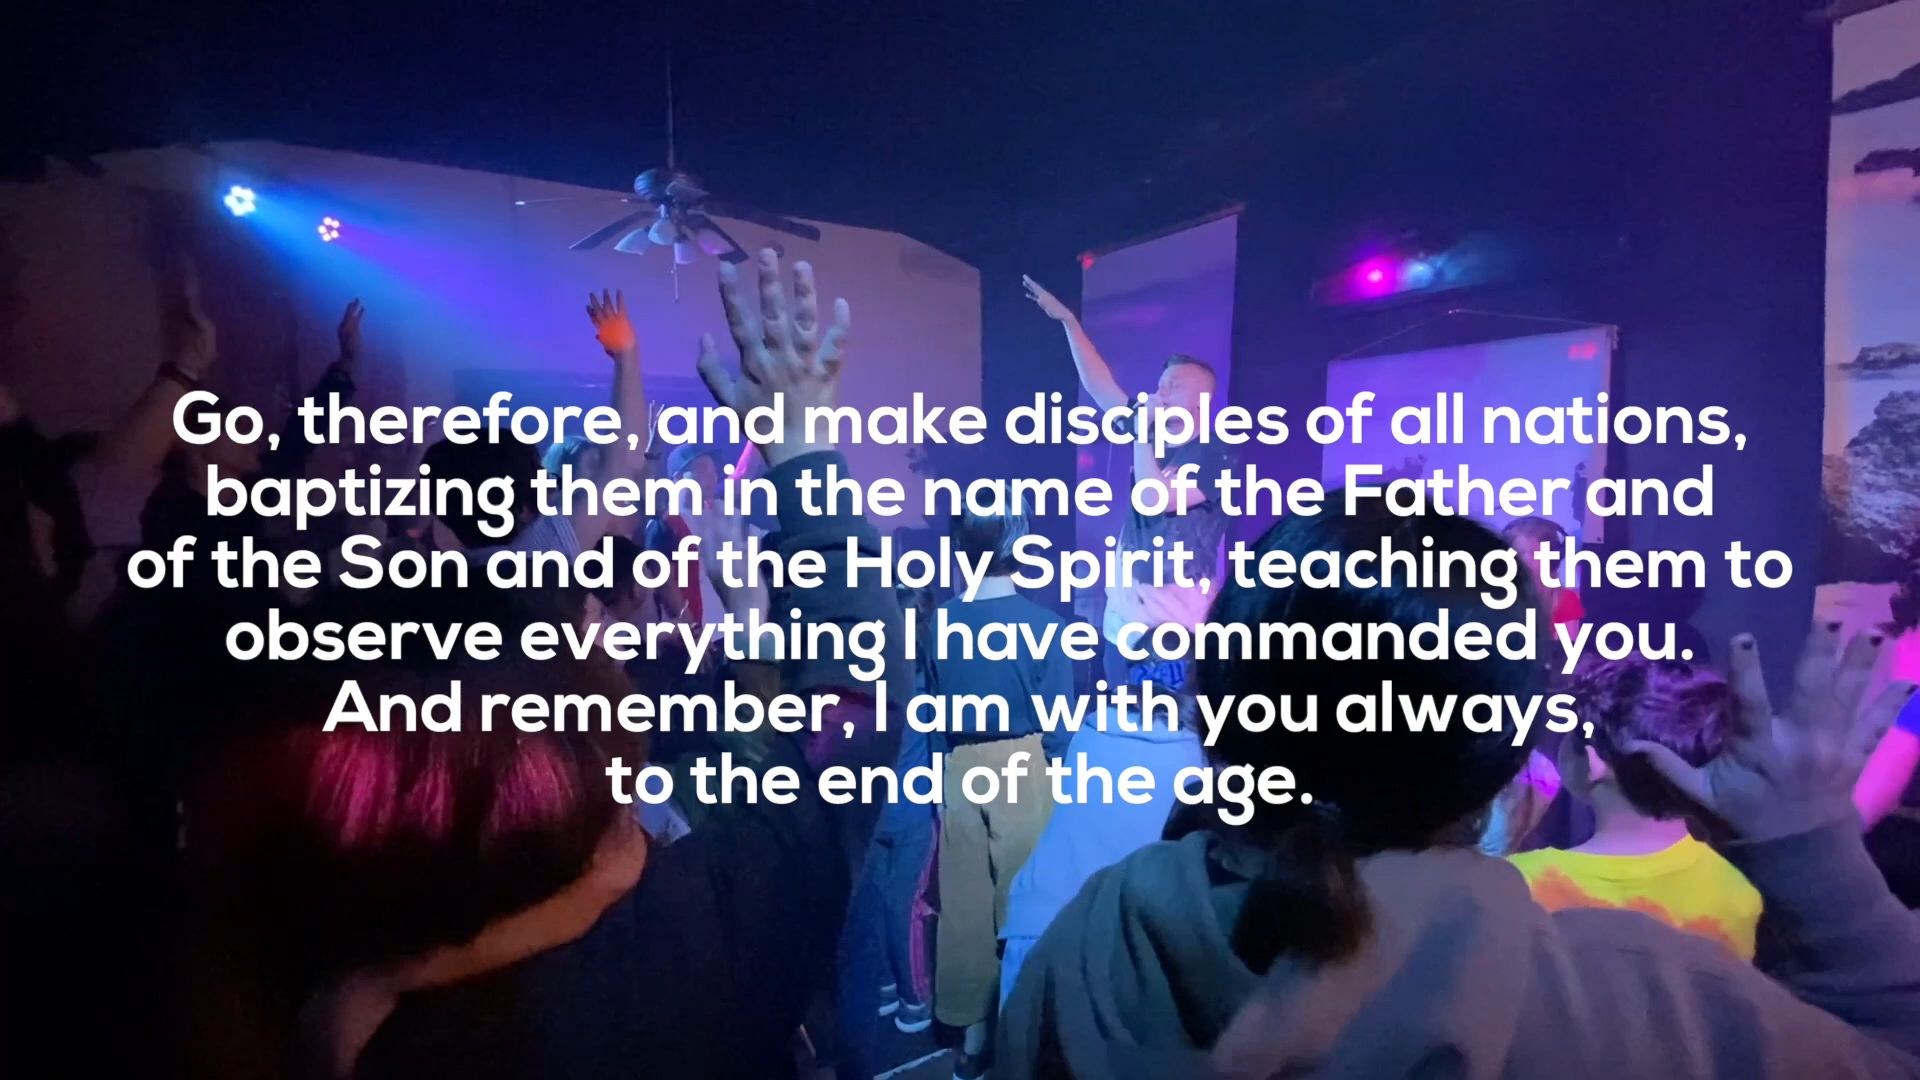 Go, therefore, and make disciples of all nations,
baptizing them in the name of the Father and
of the Son and of the Holy Spirit, teaching them to
observe everything I have commanded you.
And remember, I am with you always,
to the end of the age.